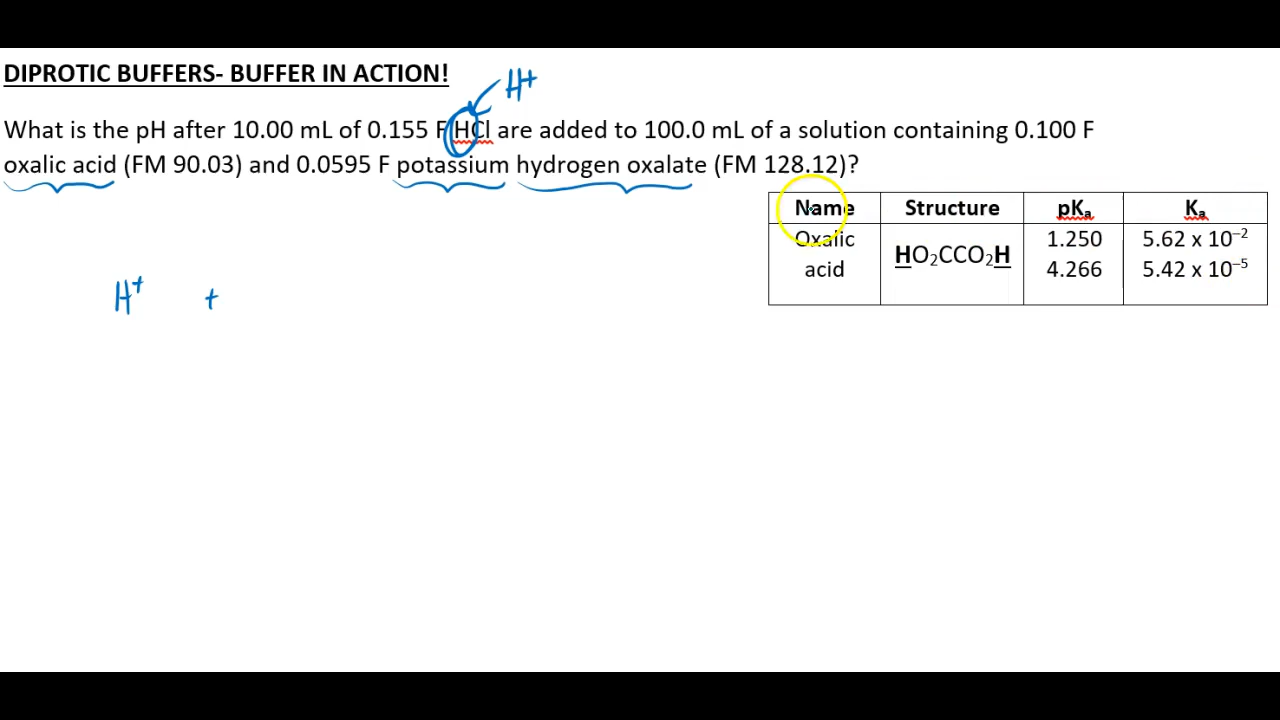 DIPROTIC BUFFERS- BUFFER IN ACTION!
H+
What is the pH after 10.00 mL of 0.155 F HCl are added to 100.0 mL of a solution containing 0.100 F
oxalic acid (FM 90.03) and 0.0595 F potassium hydrogen oxalate (FM 128.12)?
Name Structure pKₐ Kₐ
Oxalic acid HO₂CCO₂H 1.250 5.62 x 10⁻²
4.266 5.42 x 10⁻⁵
H+ +